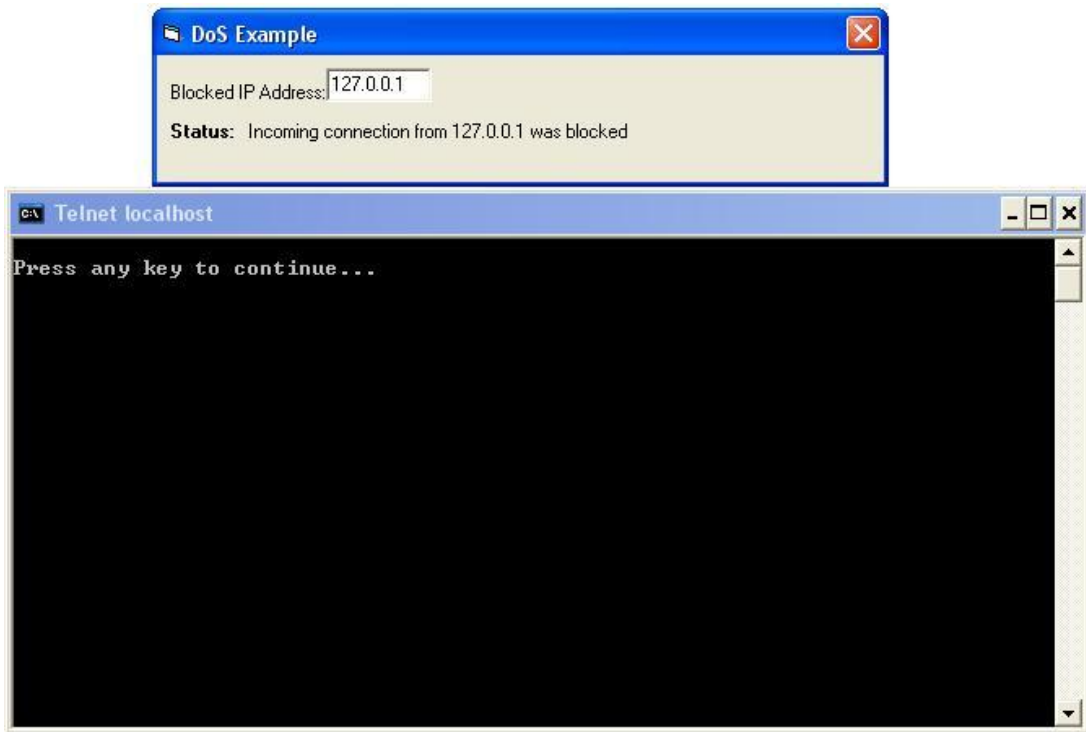 DoS Example
Blocked IP Address: 127.0.0.1
Status: Incoming connection from 127.0.0.1 was blocked
C:\ Telnet localhost
Press any key to continue...